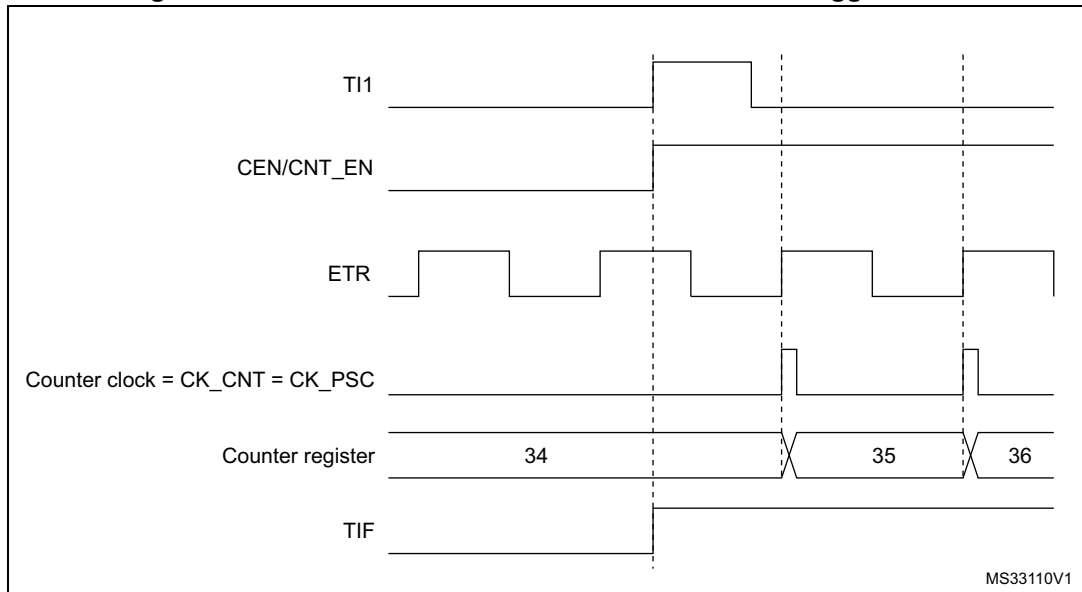 TI1
CEN/CNT_EN
ETR
Counter clock = CK_CNT = CK_PSC
Counter register
34
35
36
TIF
MS33110V1